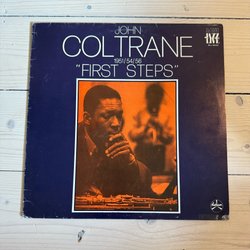 JOHN
COLTRANE
1951/54/56
"FIRST STEPS"